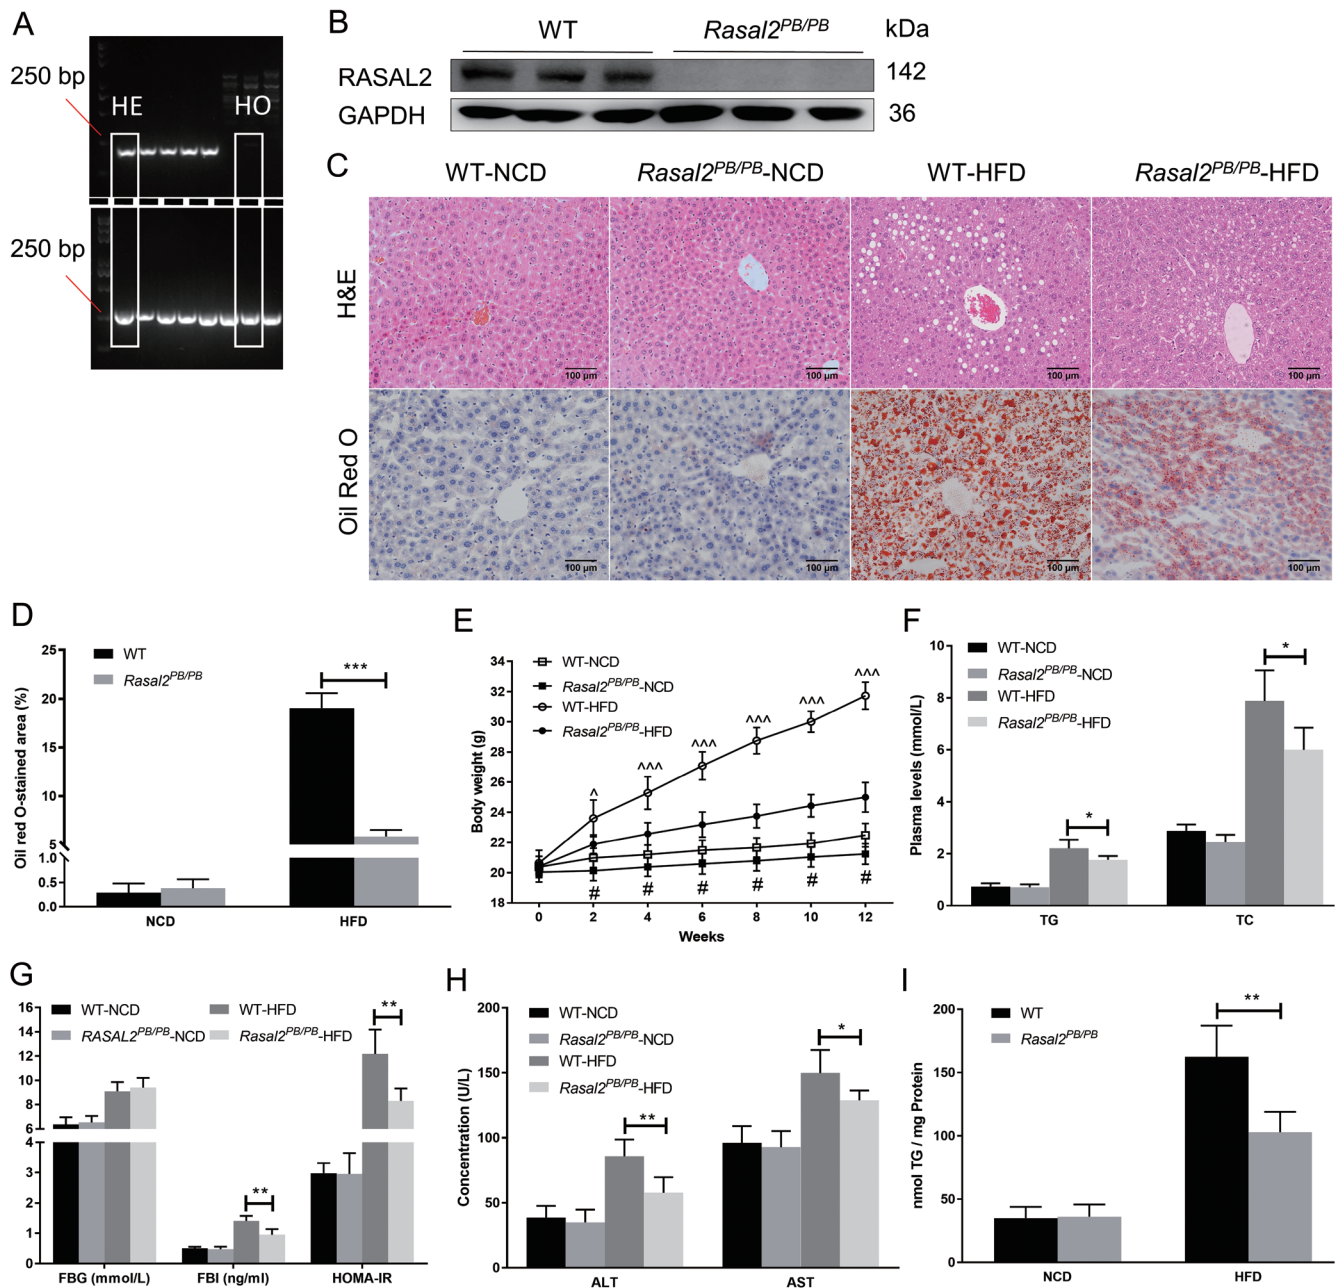 A
250 bp
HE
HO
250 bp
B
WT
Rasal2PB/PB
kDa
RASAL2
142
GAPDH
36
C
WT-NCD
Rasal2PB/PB-NCD
WT-HFD
Rasal2PB/PB-HFD
H&E
100 µm
100 µm
100 µm
100 µm
Oil Red O
100 µm
100 µm
100 µm
100 µm
D
WT
Rasal2PB/PB
***
Oil red O-stained area (%)
25
20
15
10
5
1.0
0.5
0.0
NCD
HFD
E
WT-NCD
Rasal2PB/PB-NCD
WT-HFD
Rasal2PB/PB-HFD
Body weight (g)
34
32
30
28
26
24
22
20
18
^
^^^
^^^
^^^
^^^
^^^
# # # # # #
0 2 4 6 8 10 12
Weeks
F
WT-NCD
Rasal2PB/PB-NCD
WT-HFD
Rasal2PB/PB-HFD
Plasma levels (mmol/L)
10
8
6
4
2
0
*
*
TG
TC
G
WT-NCD
RASAL2PB/PB-NCD
WT-HFD
Rasal2PB/PB-HFD
16
14
12
10
8
6
4
3
2
1
0
**
**
FBG (mmol/L)
FBI (ng/ml)
HOMA-IR
H
WT-NCD
Rasal2PB/PB-NCD
WT-HFD
Rasal2PB/PB-HFD
Concentration (U/L)
200
150
100
50
0
**
*
ALT
AST
I
WT
Rasal2PB/PB
nmol TG / mg Protein
200
150
100
50
0
**
NCD
HFD